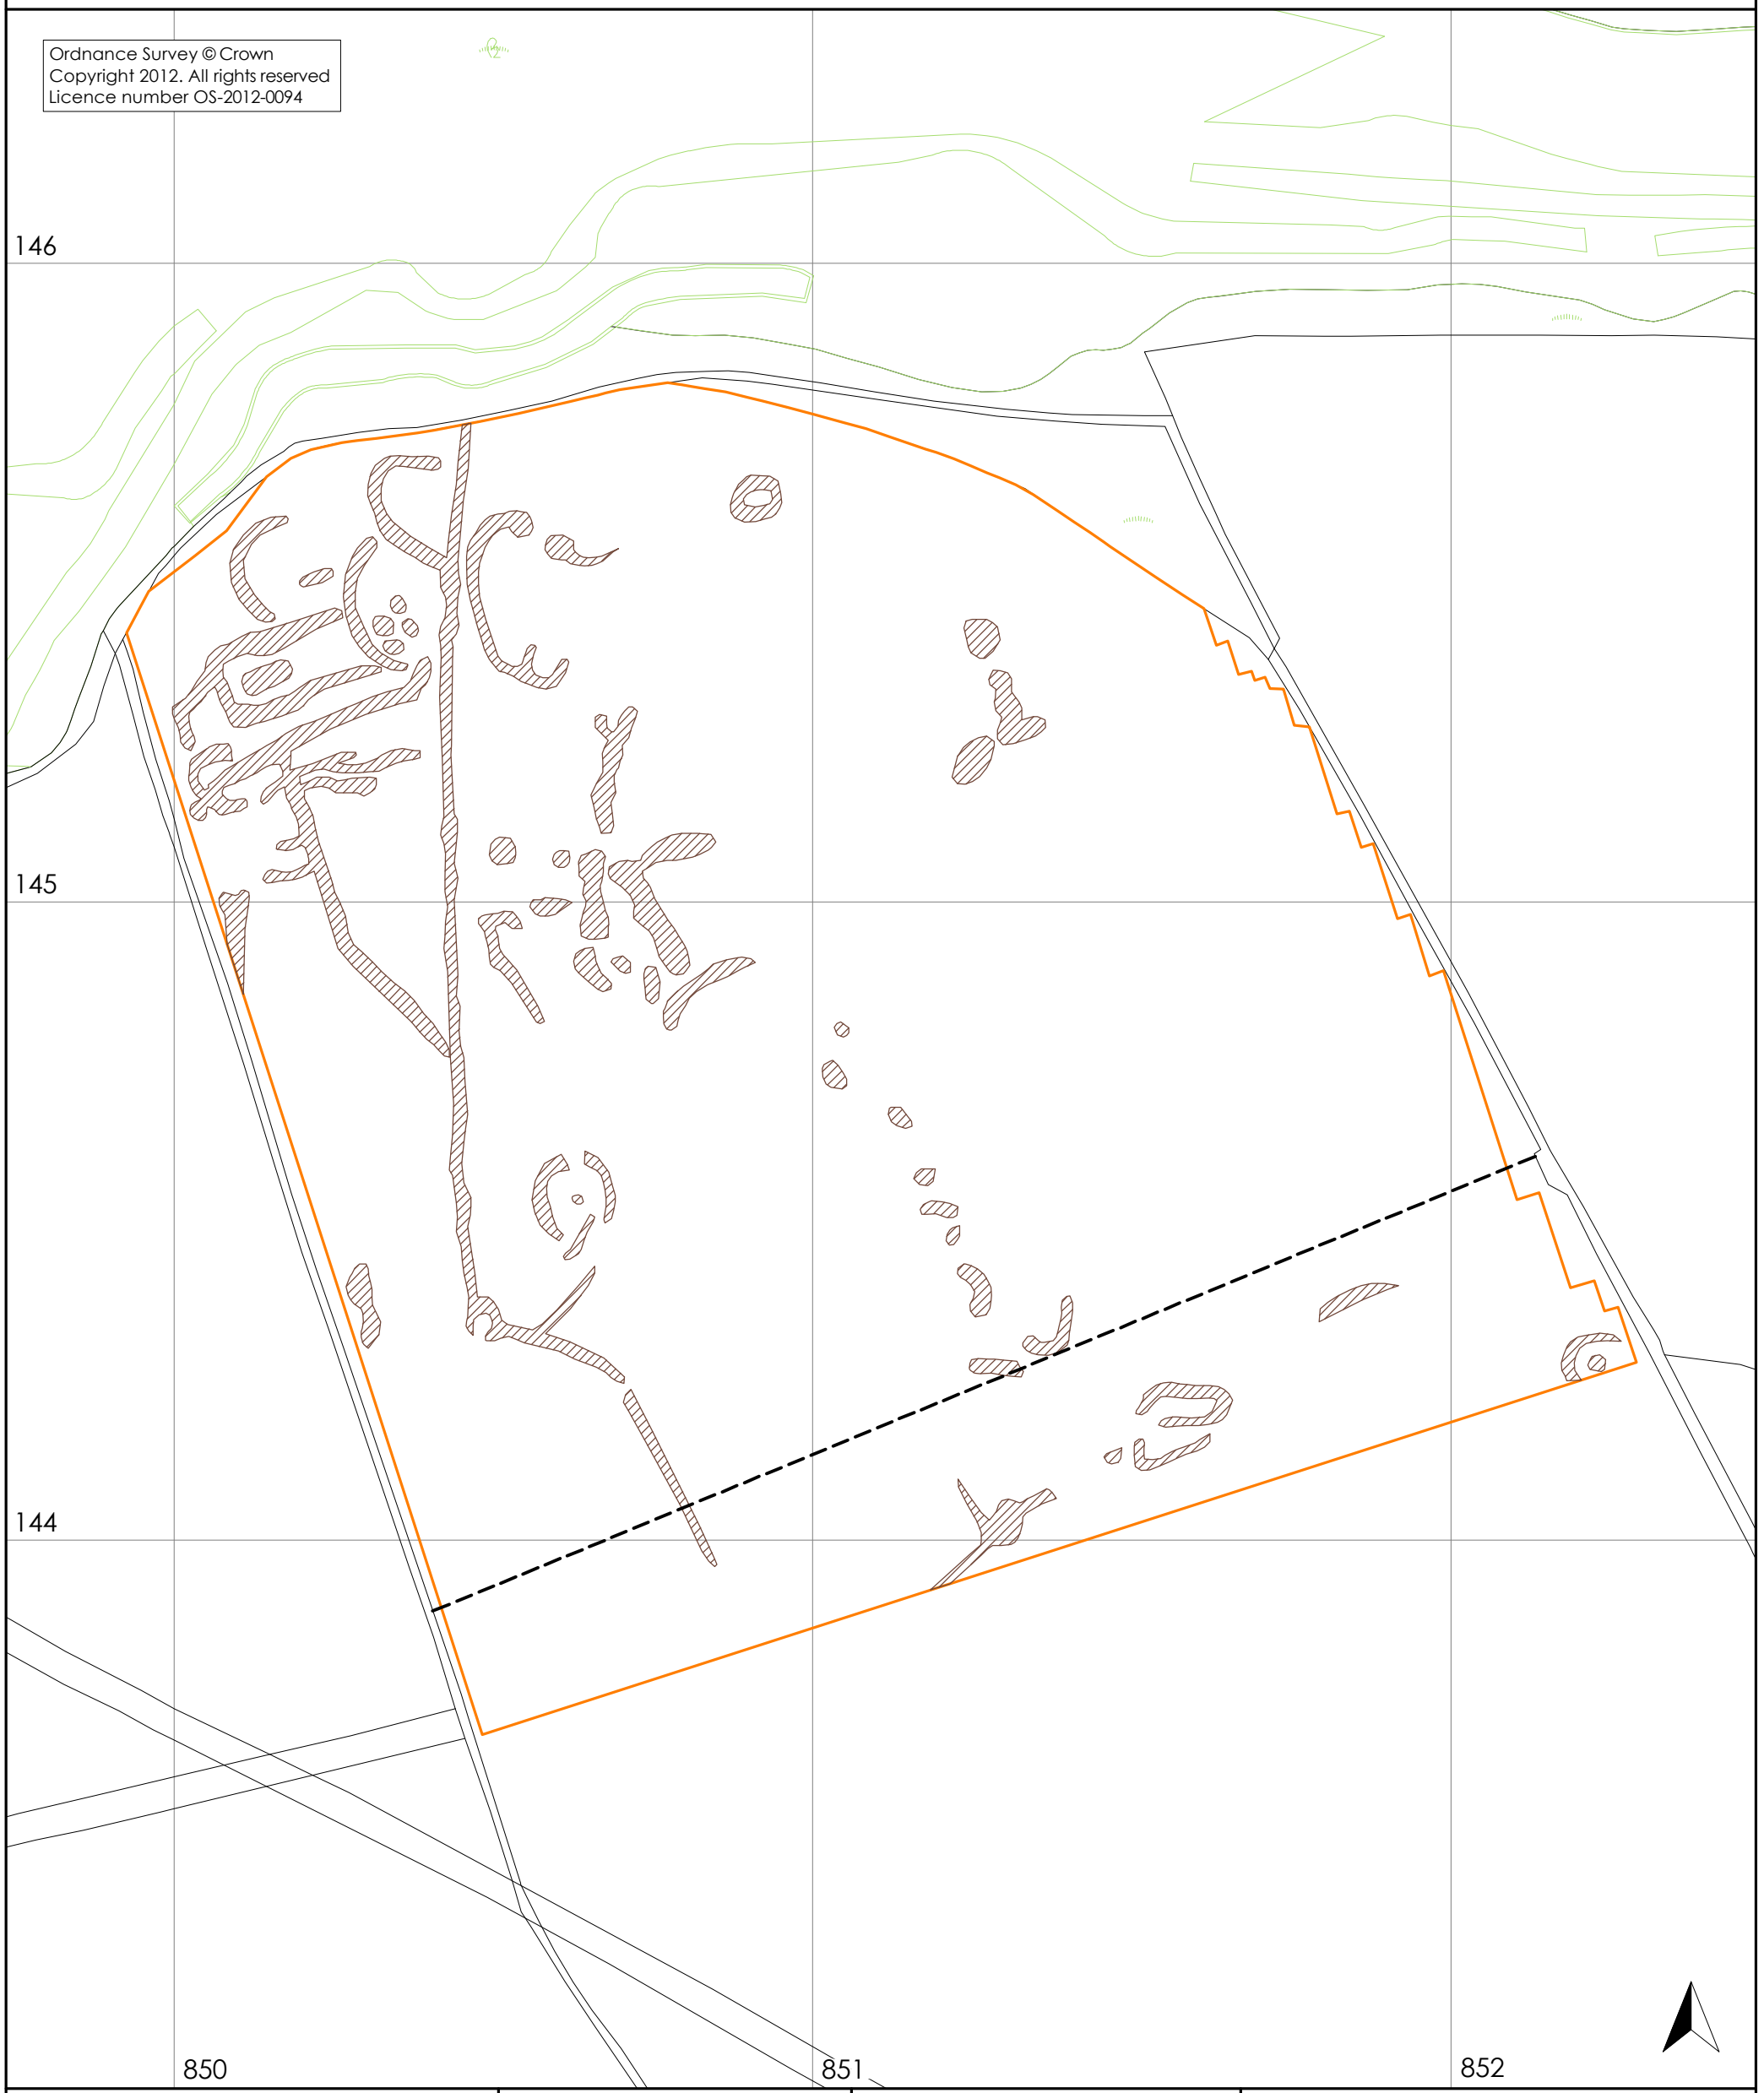 Ordnance Survey © Crown
Copyright 2012. All rights reserved
Licence number OS-2012-0094
146
145
144
850
851
852